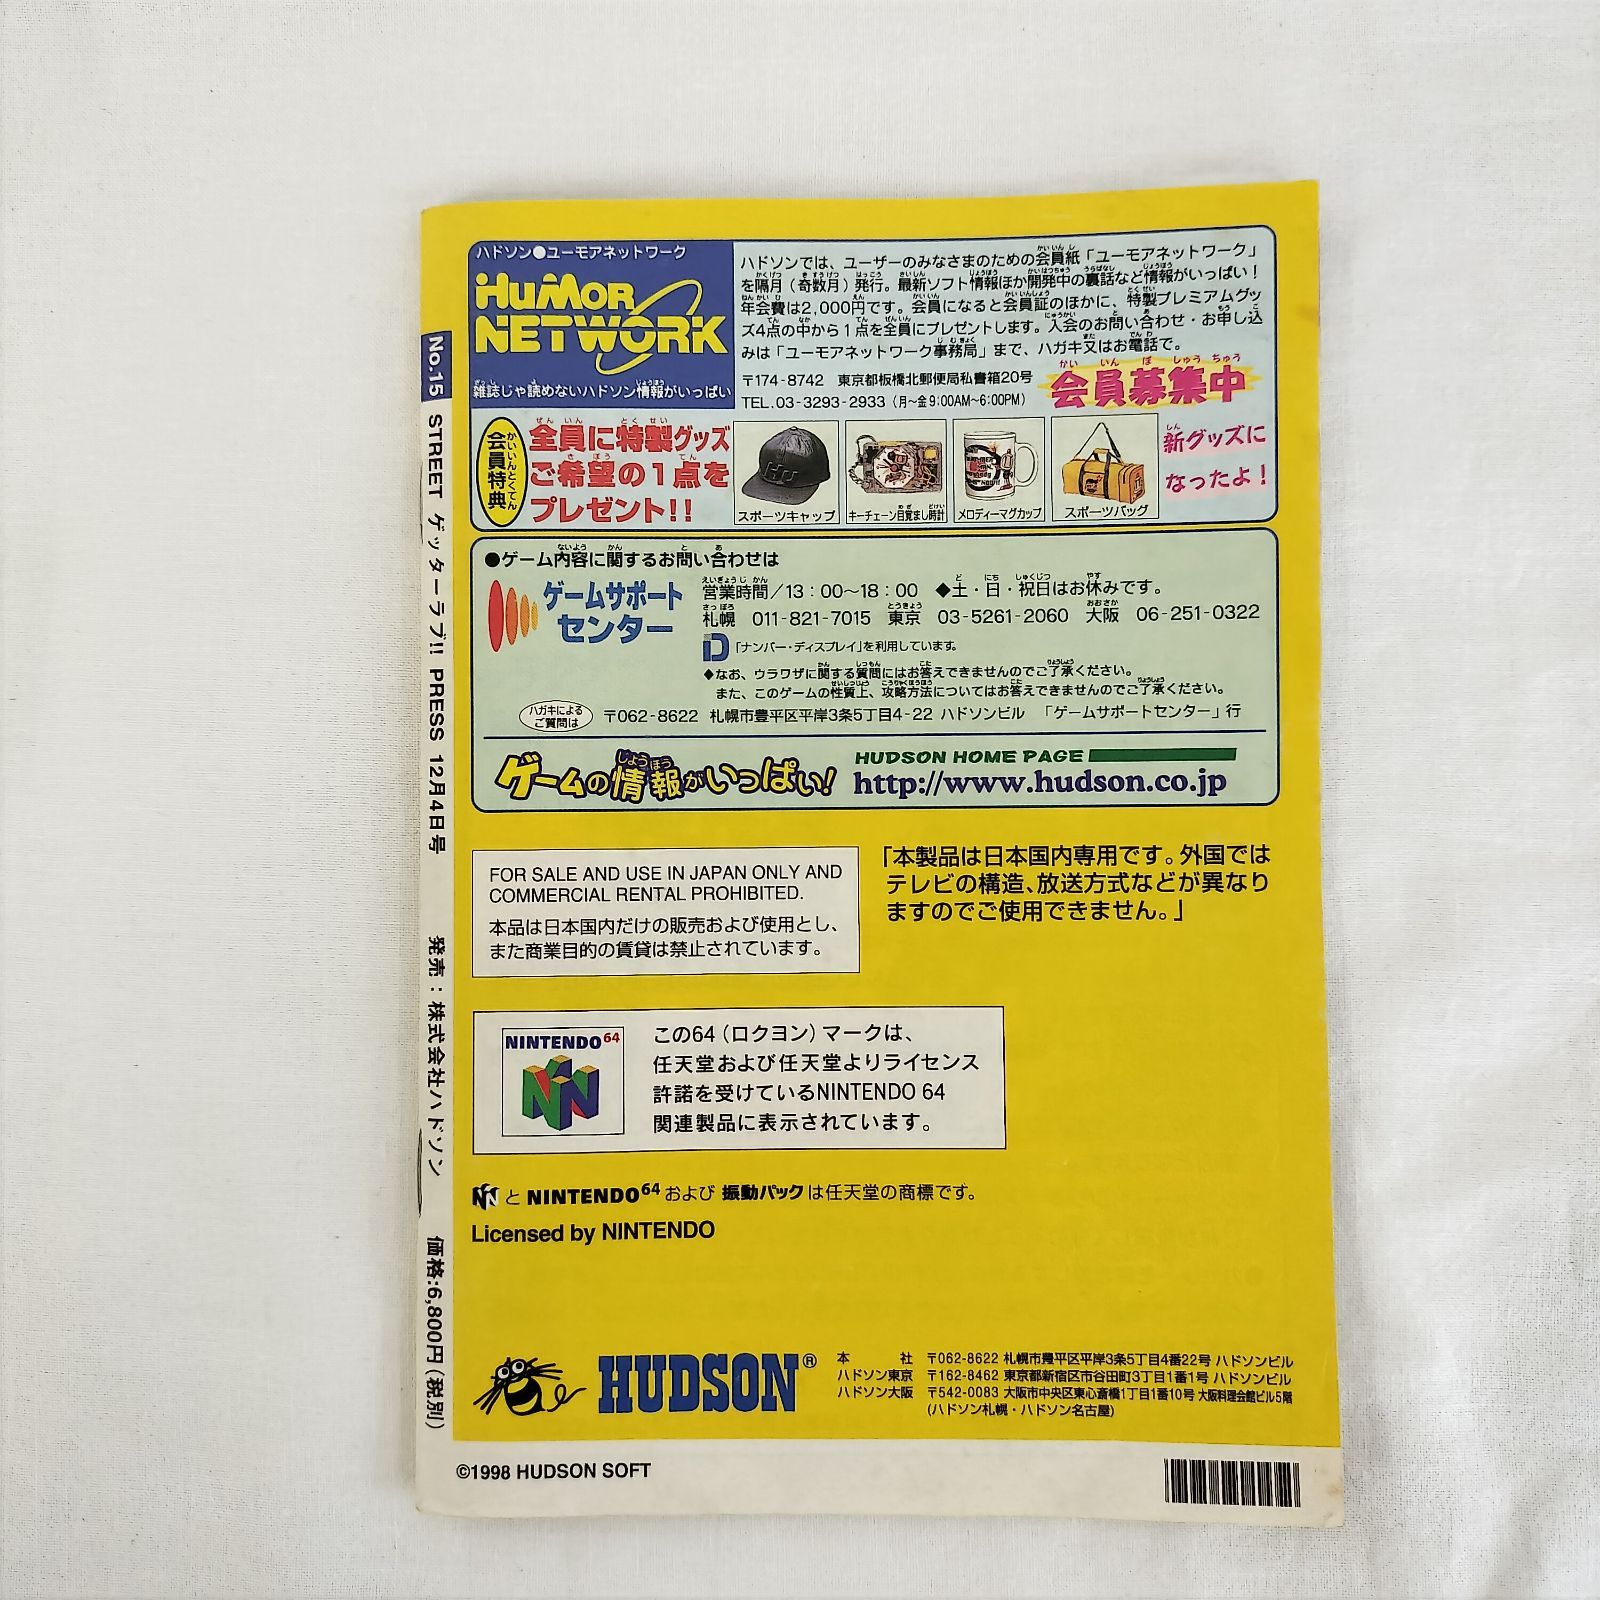 No.15 STREET ゲッターラブ!! PRESS 12月4日号 発売：株式会社ハドソン 価格:6,800円(税別)
ハドソン●ユーモアネットワーク
HuMoR
NETWORK
雑誌じゃ読めないハドソン情報がいっぱい
ハドソンでは、ユーザーのみなさまのための会員紙「ユーモアネットワーク」
を隔月（奇数月）発行。最新ソフト情報ほか開発中の裏話など情報がいっぱい！
年会費は2,000円です。会員になると会員証のほかに、特製プレミアムグッ
ズ4点の中から1点を全員にプレゼントします。入会のお問い合わせ・お申し込
みは「ユーモアネットワーク事務局」まで、ハガキ又はお電話で。
〒174-8742 東京都板橋北郵便局私書箱20号
TEL.03-3293-2933（月～金9:00AM～6:00PM）
会員募集中
会員特典
全員に特製グッズ
ご希望の1点を
プレゼント!!
スポーツキャップ
キーチェーン目覚まし時計
メロディーマグカップ
スポーツバッグ
新グッズに
なったよ！
●ゲーム内容に関するお問い合わせは
ゲームサポート
センター
営業時間／13：00～18：00 ◆土・日・祝日はお休みです。
札幌 011-821-7015 東京 03-5261-2060 大阪 06-251-0322
「ナンバー・ディスプレイ」を利用しています。
◆なお、ウラワザに関する質問にはお答えできませんのでご了承ください。
また、このゲームの性質上、攻略方法についてはお答えできませんのでご了承ください。
ハガキによる
ご質問は
〒062-8622 札幌市豊平区平岸3条5丁目4-22 ハドソンビル 「ゲームサポートセンター」行
ゲームの情報がいっぱい!
HUDSON HOME PAGE
http://www.hudson.co.jp
FOR SALE AND USE IN JAPAN ONLY AND
COMMERCIAL RENTAL PROHIBITED.
本品は日本国内だけの販売および使用とし、
また商業目的の賃貸は禁止されています。
「本製品は日本国内専用です。外国では
テレビの構造、放送方式などが異なり
ますのでご使用できません。」
NINTENDO64
この64（ロクヨン）マークは、
任天堂および任天堂よりライセンス
許諾を受けているNINTENDO 64
関連製品に表示されています。
と NINTENDO64 および 振動パック は任天堂の商標です。
Licensed by NINTENDO
HUDSON®
本 社 〒062-8622 札幌市豊平区平岸3条5丁目4番22号 ハドソンビル
ハドソン東京 〒162-8462 東京都新宿区市谷田町3丁目1番1号 ハドソンビル
ハドソン大阪 〒542-0083 大阪市中央区東心斎橋1丁目1番10号 大阪料理会館ビル5階
(ハドソン札幌・ハドソン名古屋)
©1998 HUDSON SOFT